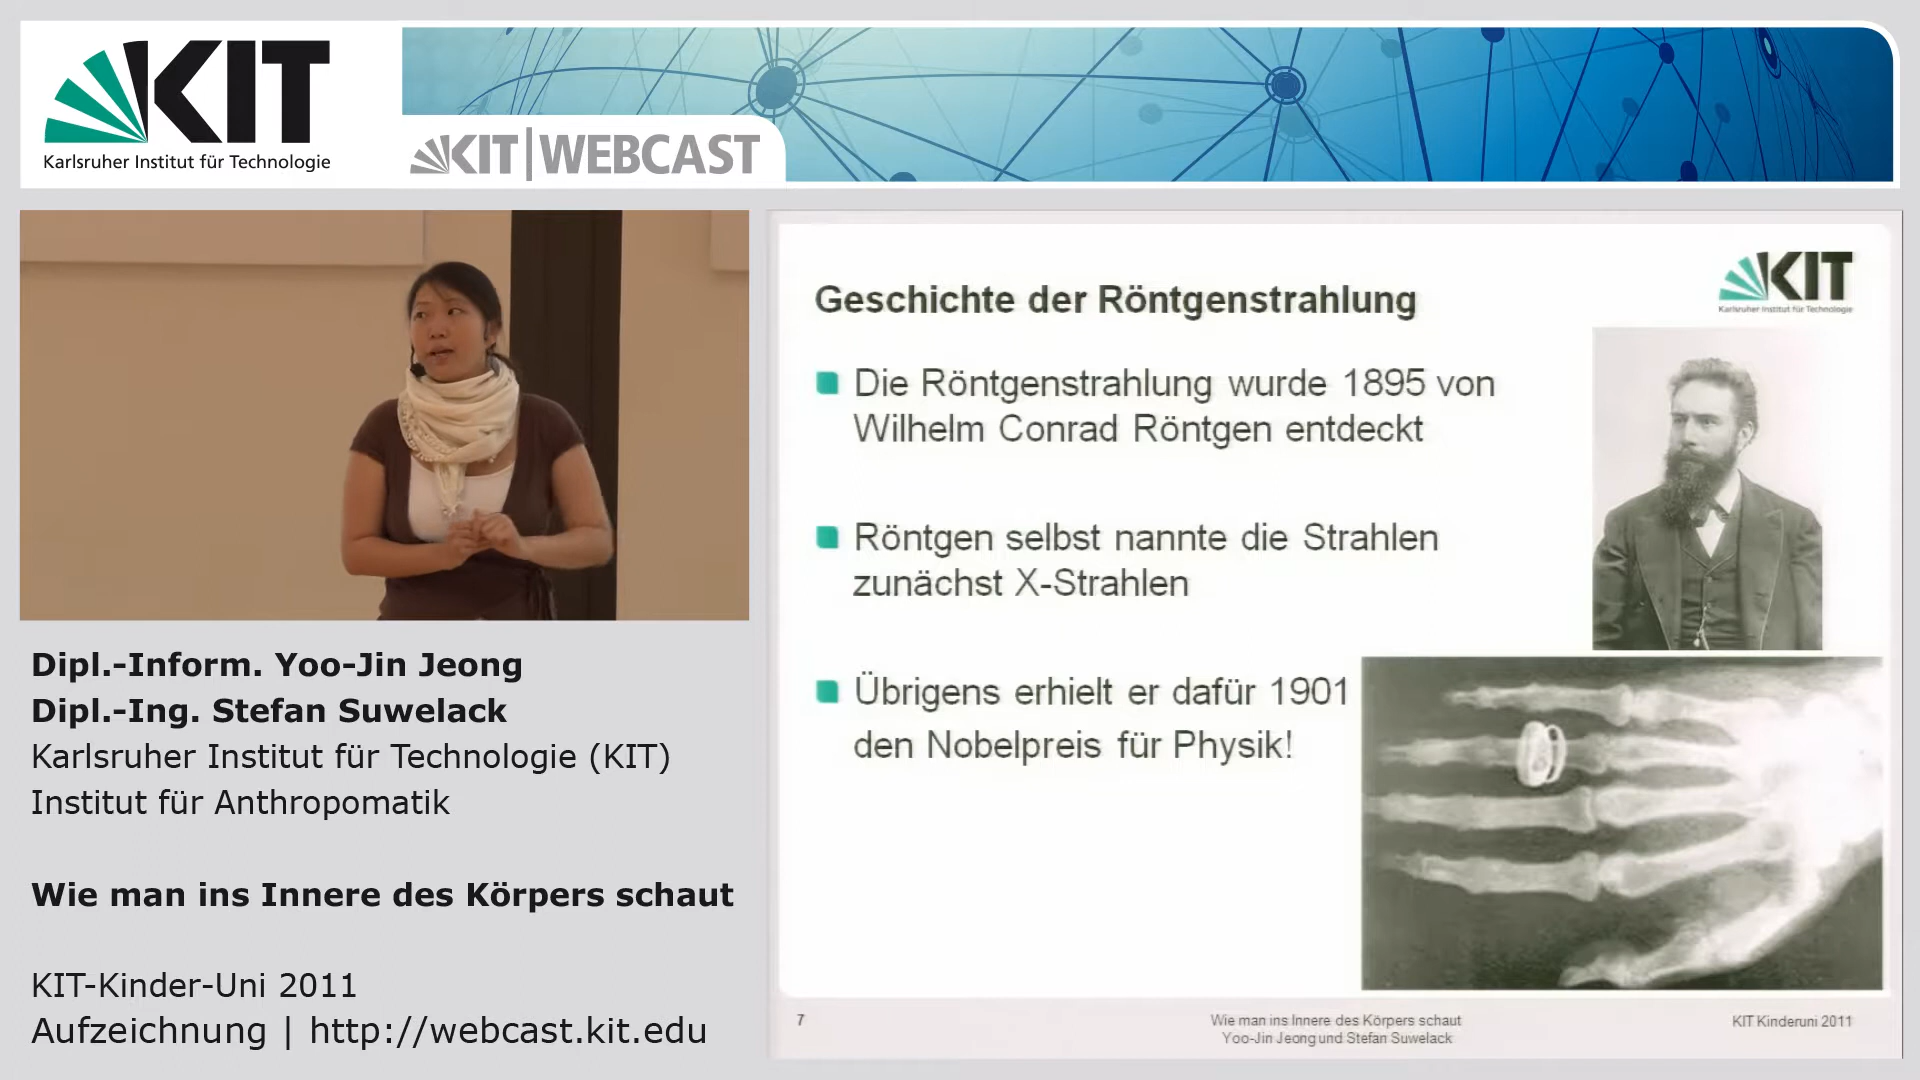 KIT
Karlsruher Institut für Technologie
KIT | WEBCAST
Dipl.-Inform. Yoo-Jin Jeong
Dipl.-Ing. Stefan Suwelack
Karlsruher Institut für Technologie (KIT)
Institut für Anthropomatik
Wie man ins Innere des Körpers schaut
KIT-Kinder-Uni 2011
Aufzeichnung | http://webcast.kit.edu
KIT
Karlsruher Institut für Technologie
Geschichte der Röntgenstrahlung
Die Röntgenstrahlung wurde 1895 von
Wilhelm Conrad Röntgen entdeckt
Röntgen selbst nannte die Strahlen
zunächst X-Strahlen
Übrigens erhielt er dafür 1901
den Nobelpreis für Physik!
7
Wie man ins Innere des Körpers schaut
Yoo-Jin Jeong und Stefan Suwelack
KIT Kinderuni 2011